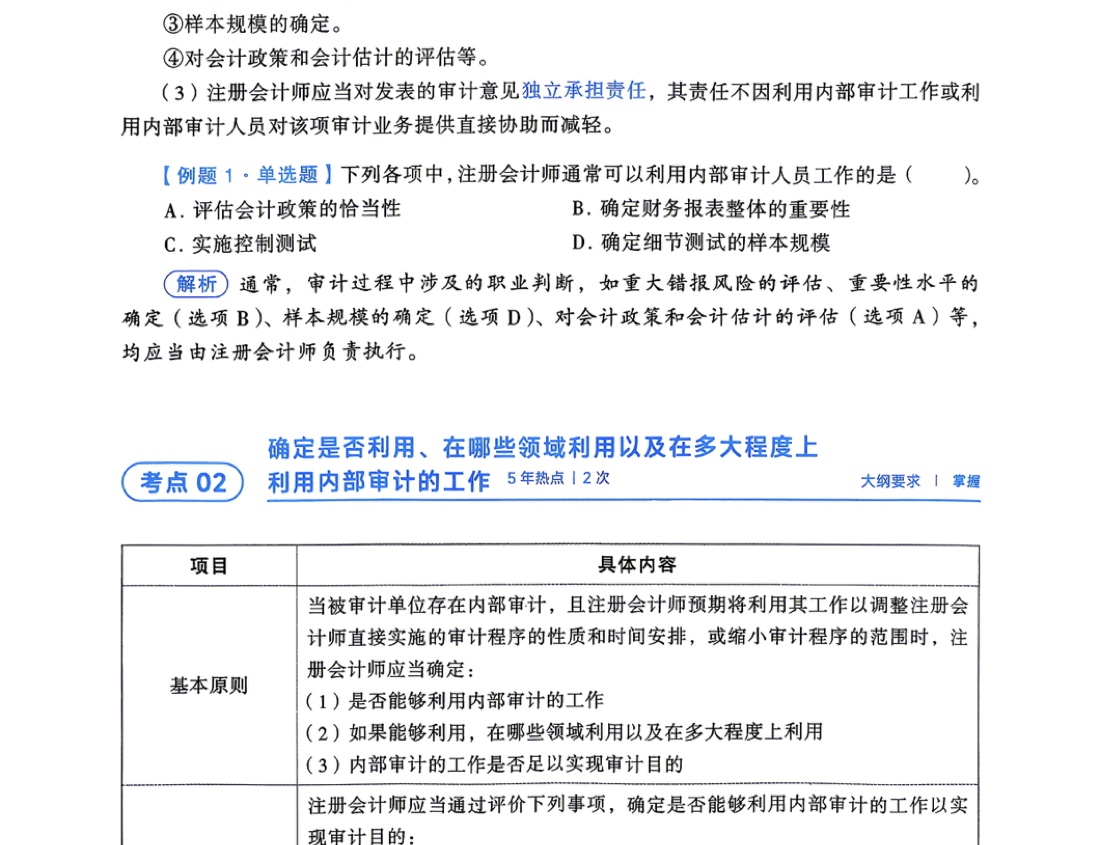 ③样本规模的确定。
④对会计政策和会计估计的评估等。
（3）注册会计师应当对发表的审计意见独立承担责任，其责任不因利用内部审计工作或利
用内部审计人员对该项审计业务提供直接协助而减轻。
【例题1·单选题】下列各项中，注册会计师通常可以利用内部审计人员工作的是（　　）。
A. 评估会计政策的恰当性　　B. 确定财务报表整体的重要性
C. 实施控制测试　　D. 确定细节测试的样本规模
解析 通常，审计过程中涉及的职业判断，如重大错报风险的评估、重要性水平的
确定（选项B）、样本规模的确定（选项D）、对会计政策和会计估计的评估（选项A）等，
均应当由注册会计师负责执行。
确定是否利用、在哪些领域利用以及在多大程度上
考点 02 利用内部审计的工作 5年热点 | 2次 大纲要求 | 掌握
项目 具体内容
当被审计单位存在内部审计，且注册会计师预期将利用其工作以调整注册会
计师直接实施的审计程序的性质和时间安排，或缩小审计程序的范围时，注
册会计师应当确定：
基本原则
（1）是否能够利用内部审计的工作
（2）如果能够利用，在哪些领域利用以及在多大程度上利用
（3）内部审计的工作是否足以实现审计目的
注册会计师应当通过评价下列事项，确定是否能够利用内部审计的工作以实
现审计目的：